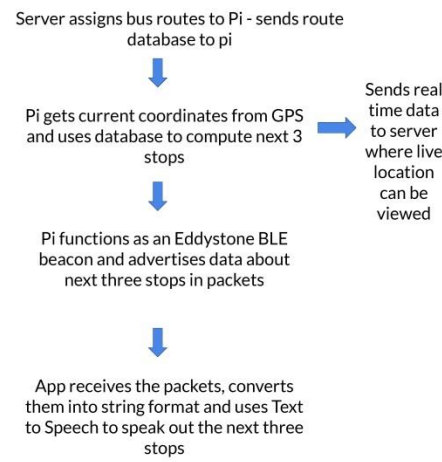 Server assigns bus routes to Pi - sends route
database to pi
Pi gets current coordinates from GPS
and uses database to compute next 3
stops
Sends real
time data
to server
where live
location
can be
viewed
Pi functions as an Eddystone BLE
beacon and advertises data about
next three stops in packets
App receives the packets, converts
them into string format and uses Text
to Speech to speak out the next three
stops